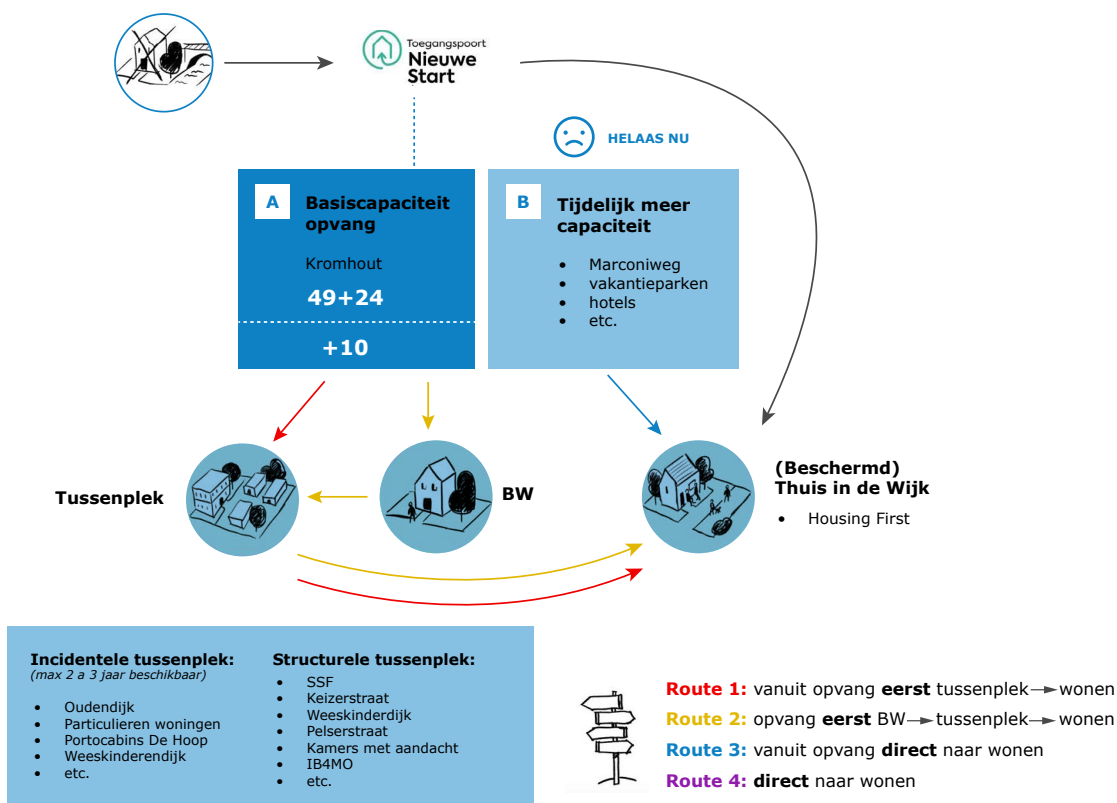 Toegangspoort
Nieuwe
Start
HELAAS NU
A
Basiscapaciteit
opvang
Kromhout
49+24
+10
B
Tijdelijk meer
capaciteit
• Marconiweg
• vakantieparken
• hotels
• etc.
Tussenplek
BW
(Beschermd)
Thuis in de Wijk
• Housing First
Incidentele tussenplek:
(max 2 a 3 jaar beschikbaar)
• Oudendijk
• Particulieren woningen
• Portocabins De Hoop
• Weeskinderendijk
• etc.
Structurele tussenplek:
• SSF
• Keizerstraat
• Weeskinderdijk
• Pelserstraat
• Kamers met aandacht
• IB4MO
• etc.
Route 1: vanuit opvang eerst tussenplek→wonen
Route 2: opvang eerst BW→tussenplek→wonen
Route 3: vanuit opvang direct naar wonen
Route 4: direct naar wonen